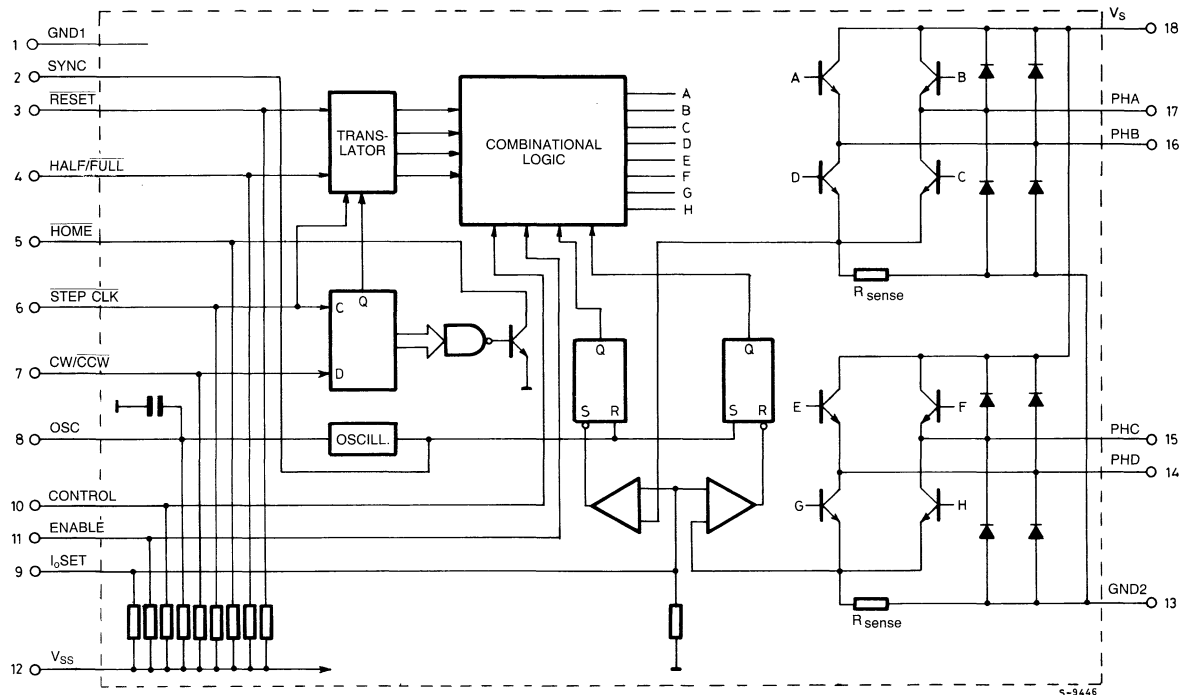 1 GND1
2 SYNC
3 RESET
4 HALF/FULL
5 HOME
6 STEP CLK
7 CW/CCW
8 OSC
10 CONTROL
11 ENABLE
9 IoSET
12 VSS
TRANS-
LATOR
COMBINATIONAL
LOGIC
A
B
C
D
E
F
G
H
C
Q
D
OSCILL.
Q
S
R
Q
S
R
A
B
D
C
Rsense
E
F
G
H
Rsense
VS
18
PHA
17
PHB
16
PHC
15
PHD
14
GND2
13
S-9446